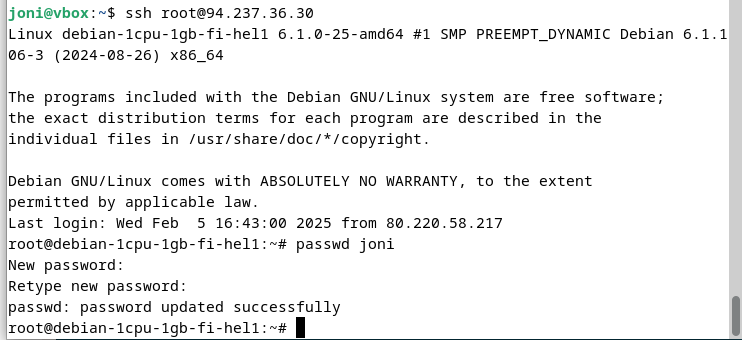 joni@vbox:~$ ssh root@94.237.36.30
Linux debian-1cpu-1gb-fi-hel1 6.1.0-25-amd64 #1 SMP PREEMPT_DYNAMIC Debian 6.1.1
06-3 (2024-08-26) x86_64
The programs included with the Debian GNU/Linux system are free software;
the exact distribution terms for each program are described in the
individual files in /usr/share/doc/*/copyright.
Debian GNU/Linux comes with ABSOLUTELY NO WARRANTY, to the extent
permitted by applicable law.
Last login: Wed Feb  5 16:43:00 2025 from 80.220.58.217
root@debian-1cpu-1gb-fi-hel1:~# passwd joni
New password:
Retype new password:
passwd: password updated successfully
root@debian-1cpu-1gb-fi-hel1:~#